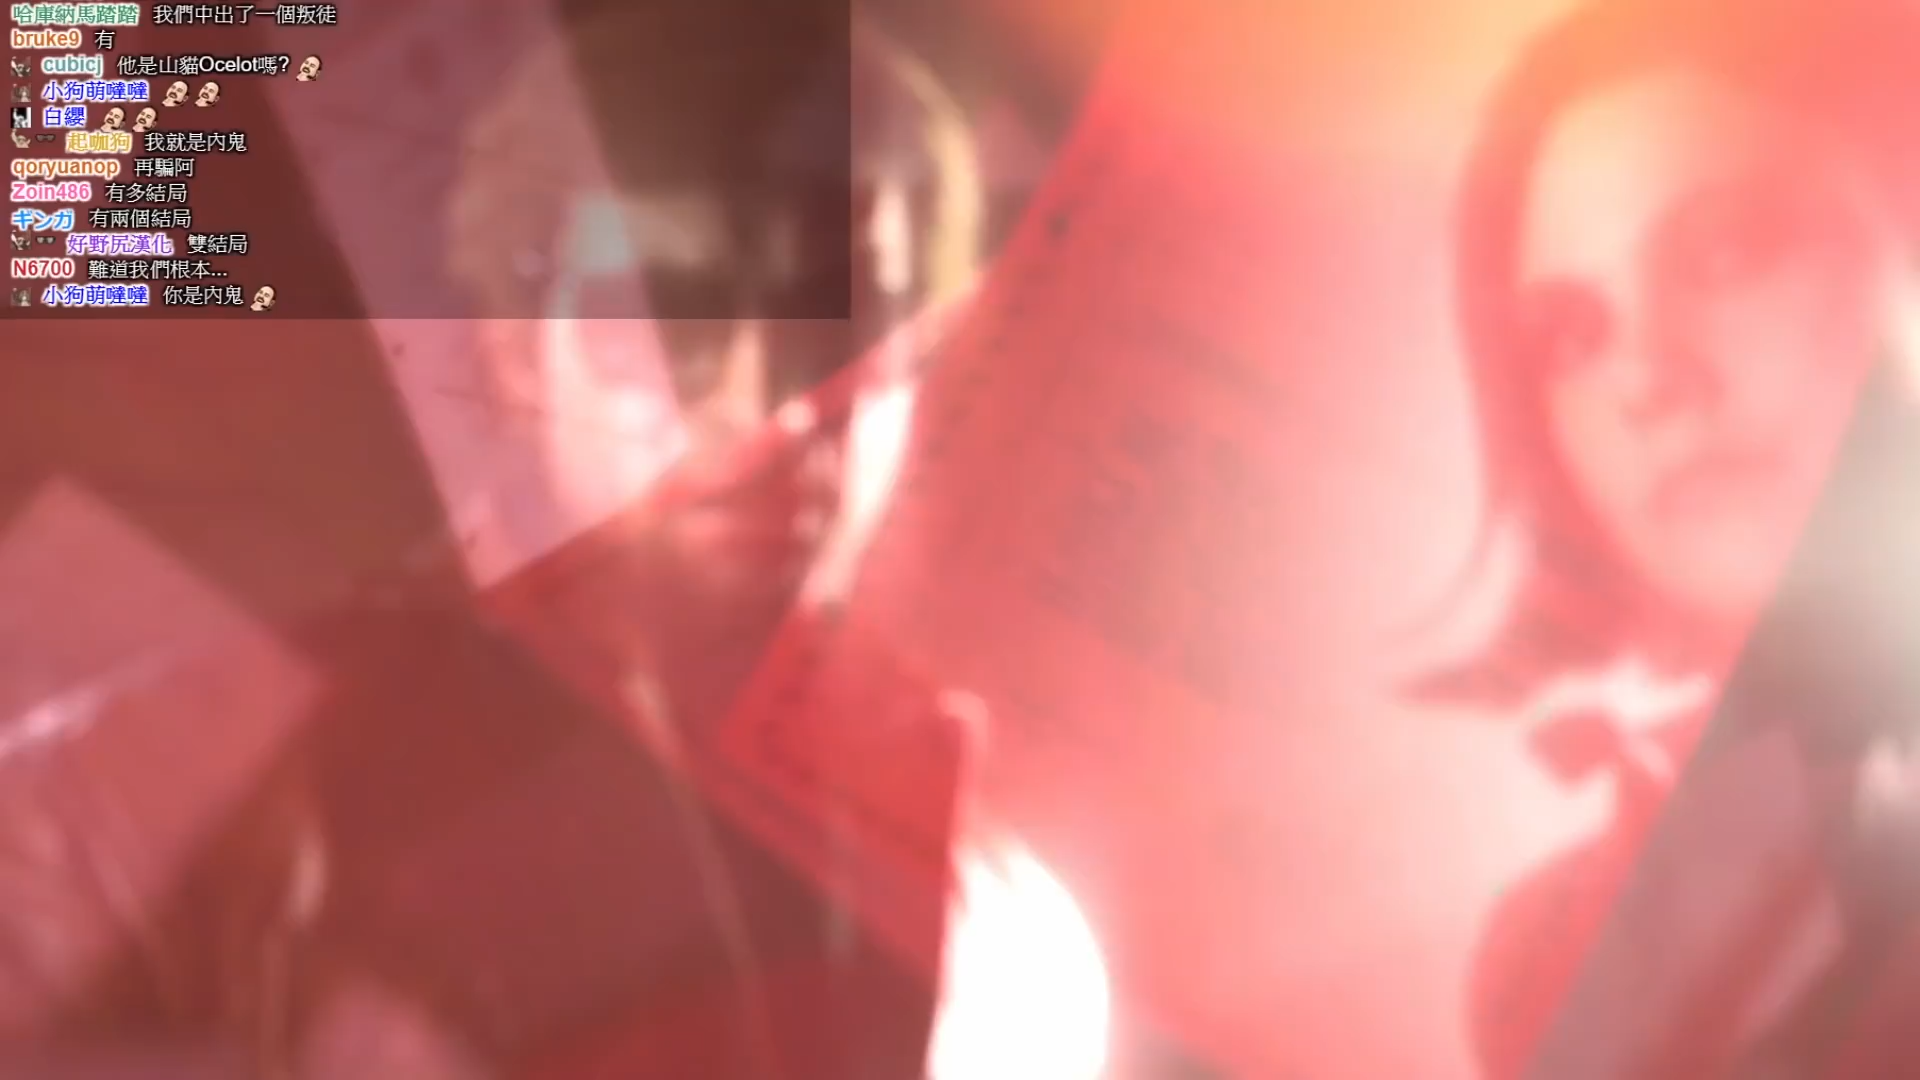 哈庫納馬踏踏 我們中出了一個叛徒
bruke9 有
cubicj 他是山貓Ocelot嗎?
小狗萌噠噠
白纓
起咖狗 我就是內鬼
qoryuanop 再騙阿
Zoin486 有多結局
ギンガ 有兩個結局
好野尻漢化 雙結局
N6700 難道我們根本...
小狗萌噠噠 你是內鬼